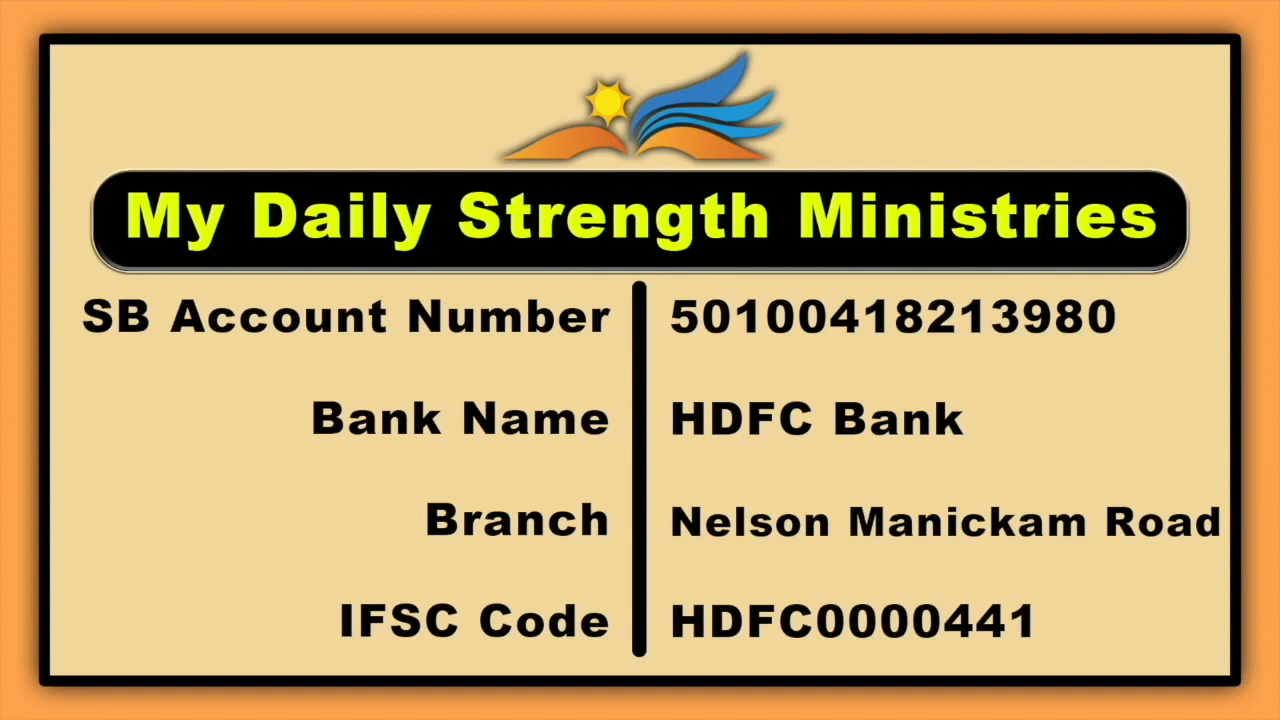 My Daily Strength Ministries
SB Account Number 50100418213980
Bank Name HDFC Bank
Branch Nelson Manickam Road
IFSC Code HDFC0000441